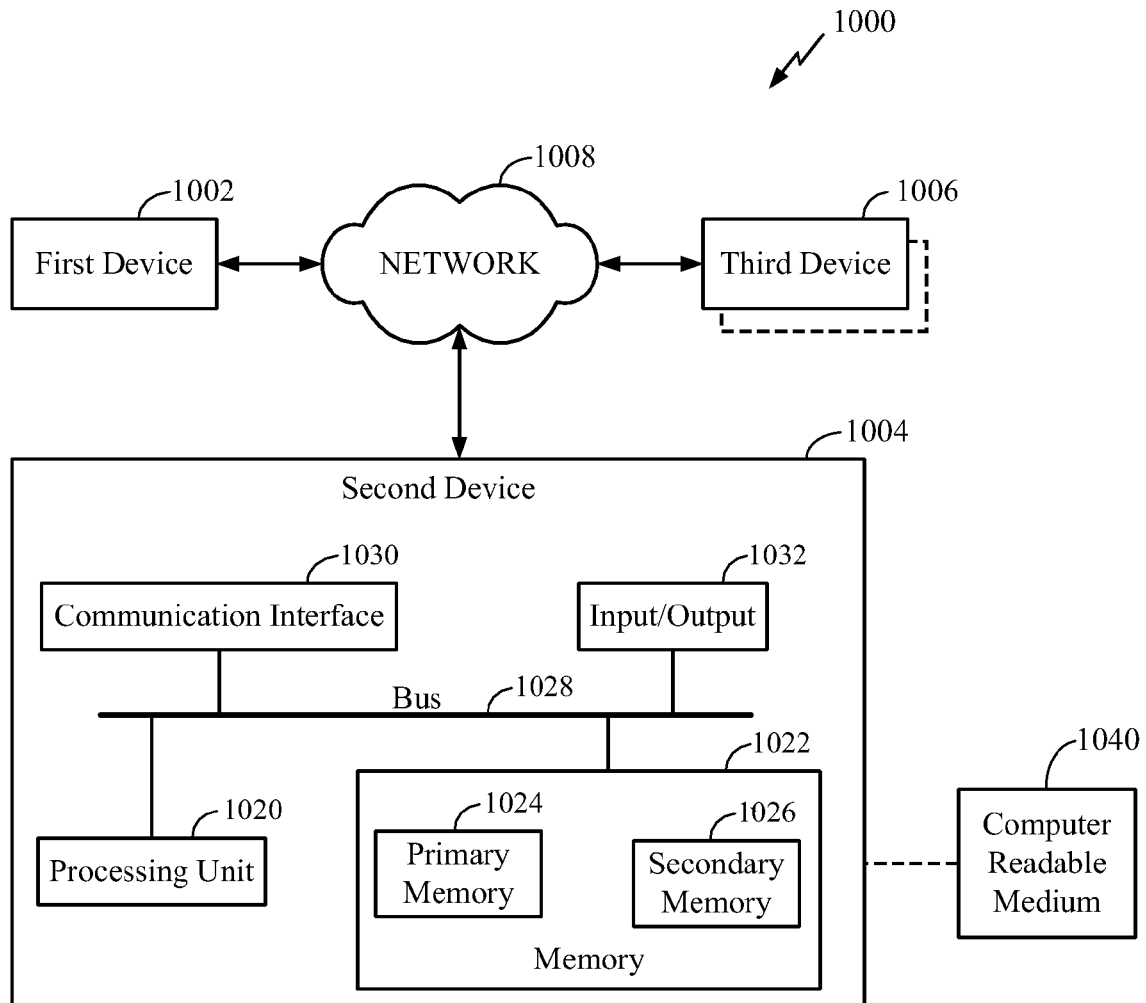 1000
1008
1002
1006
First Device
NETWORK
Third Device
1004
Second Device
1030
1032
Communication Interface
Input/Output
Bus
1028
1022
1040
1024
1026
1020
Primary
Memory
Secondary
Memory
Processing Unit
Computer
Readable
Medium
Memory